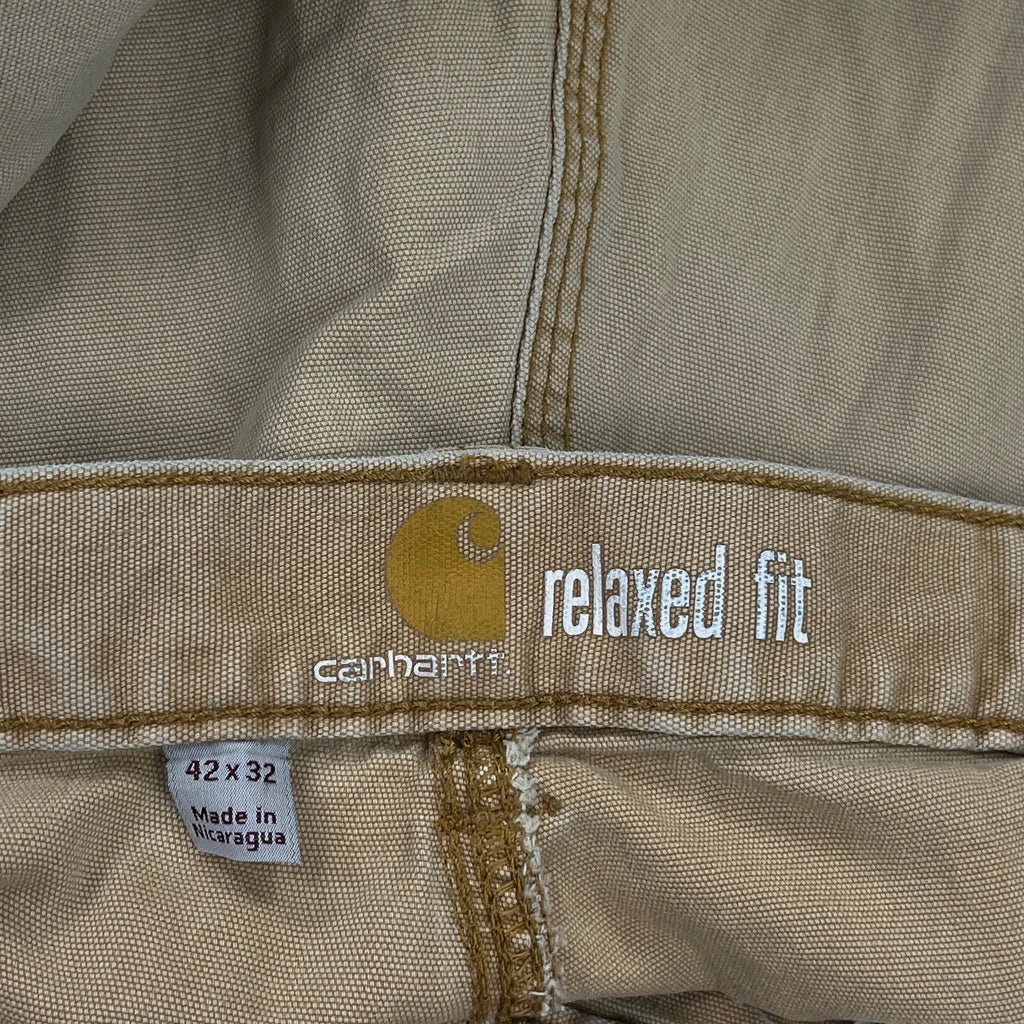 relaxed fit
carhartt.
42 x 32
Made in
Nicaragua